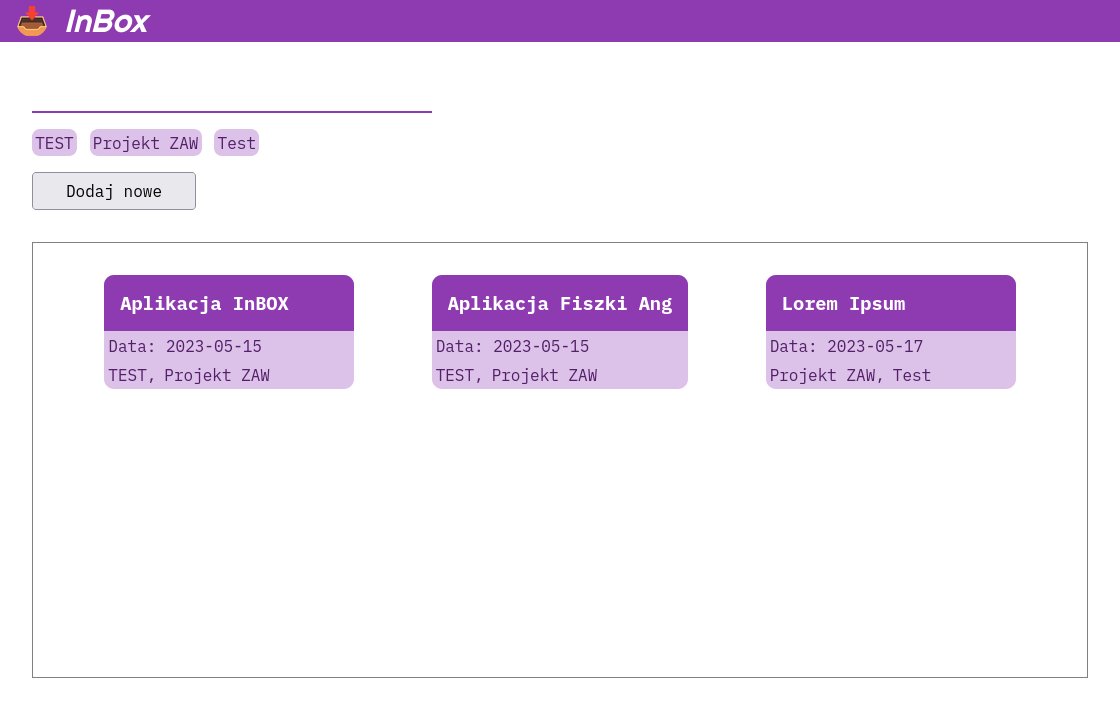 InBox
TEST Projekt ZAW Test
Dodaj nowe
Aplikacja InBOX
Data: 2023-05-15
TEST, Projekt ZAW
Aplikacja Fiszki Ang
Data: 2023-05-15
TEST, Projekt ZAW
Lorem Ipsum
Data: 2023-05-17
Projekt ZAW, Test